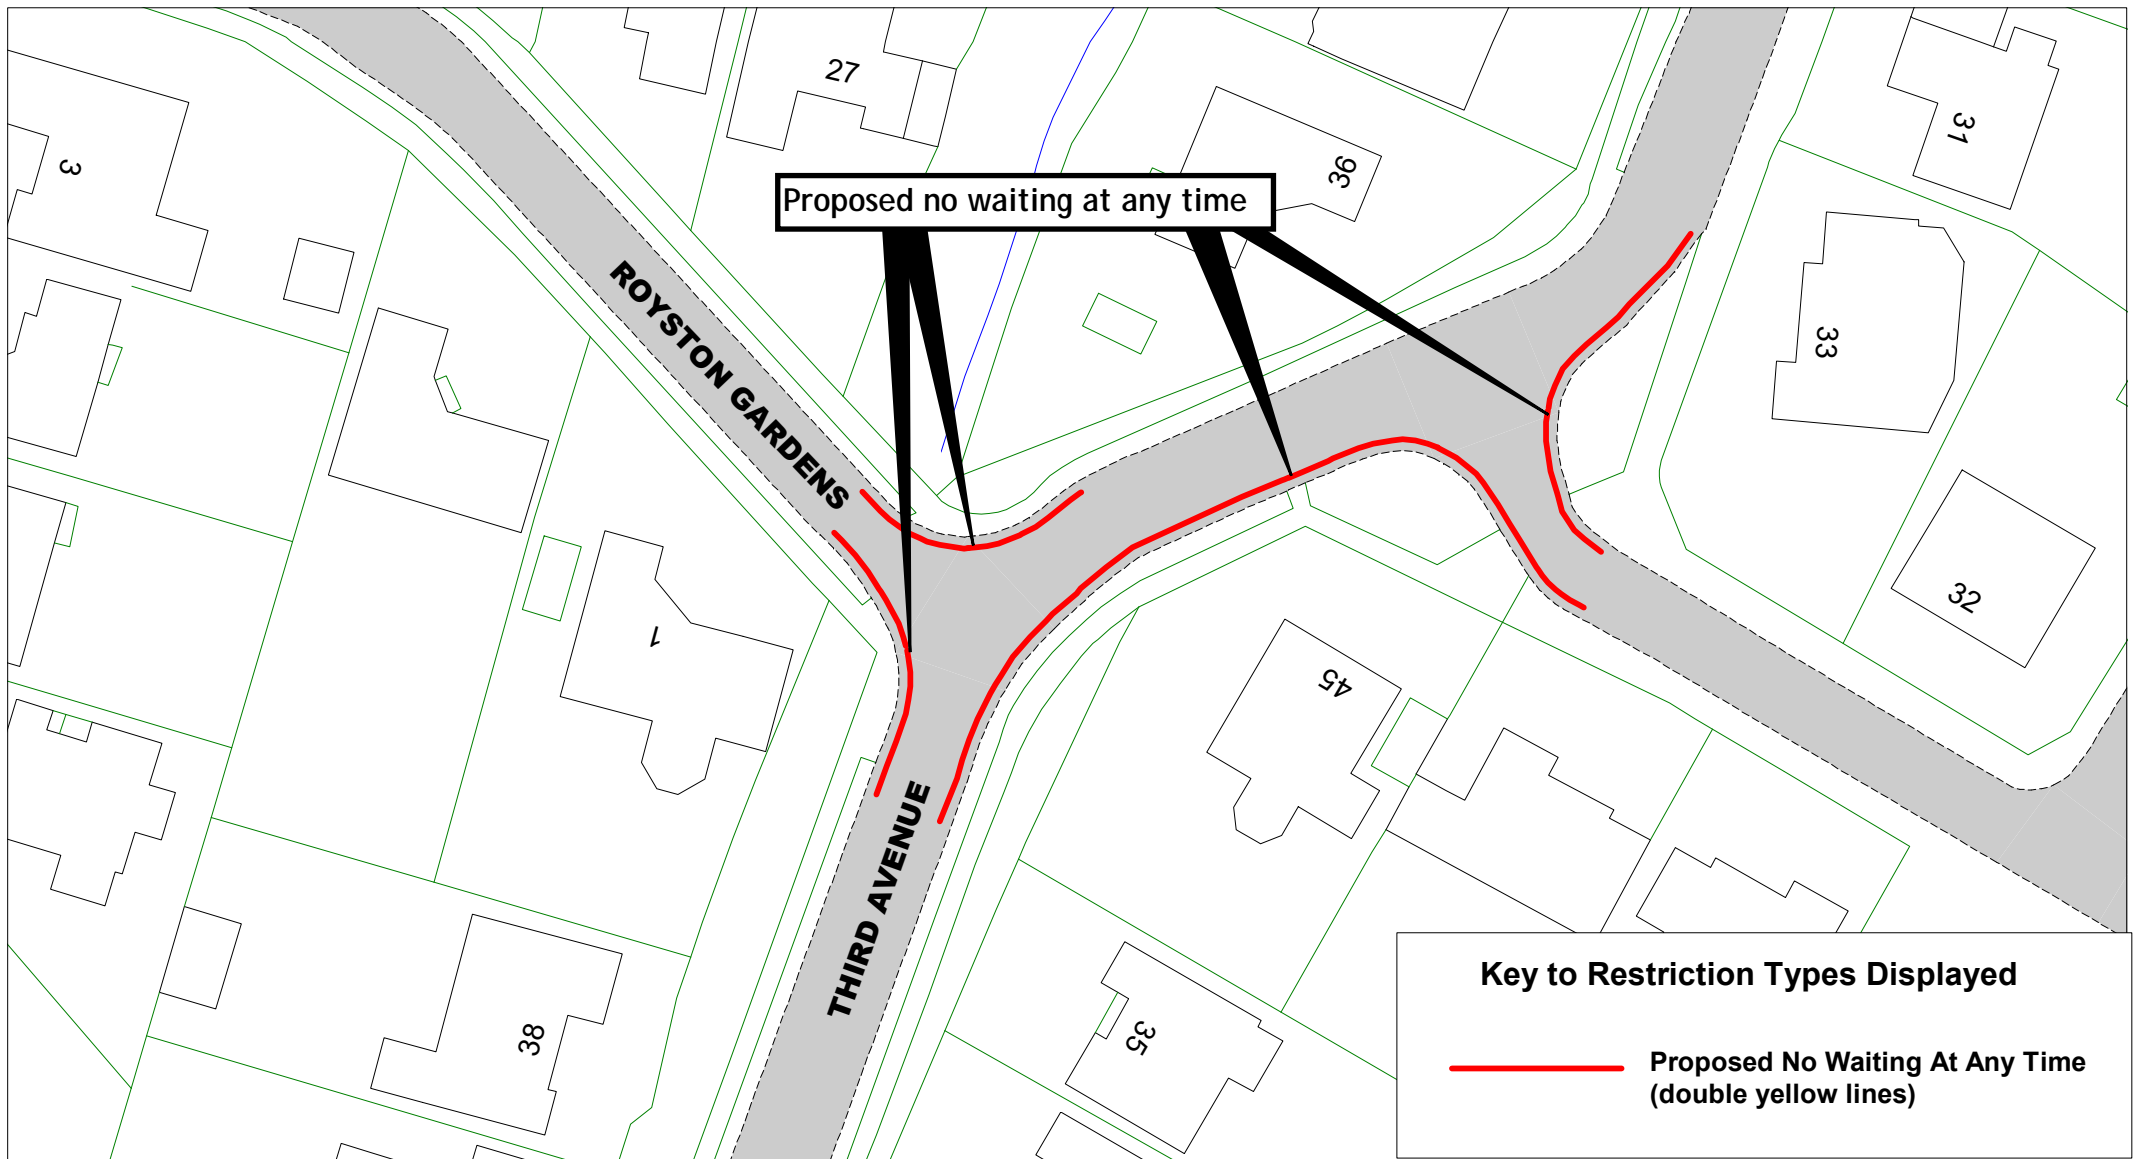 27
3
36
31
Proposed no waiting at any time
ROYSTON GARDENS
33
32
1
45
THIRD AVENUE
38
35
Key to Restriction Types Displayed
Proposed No Waiting At Any Time
(double yellow lines)